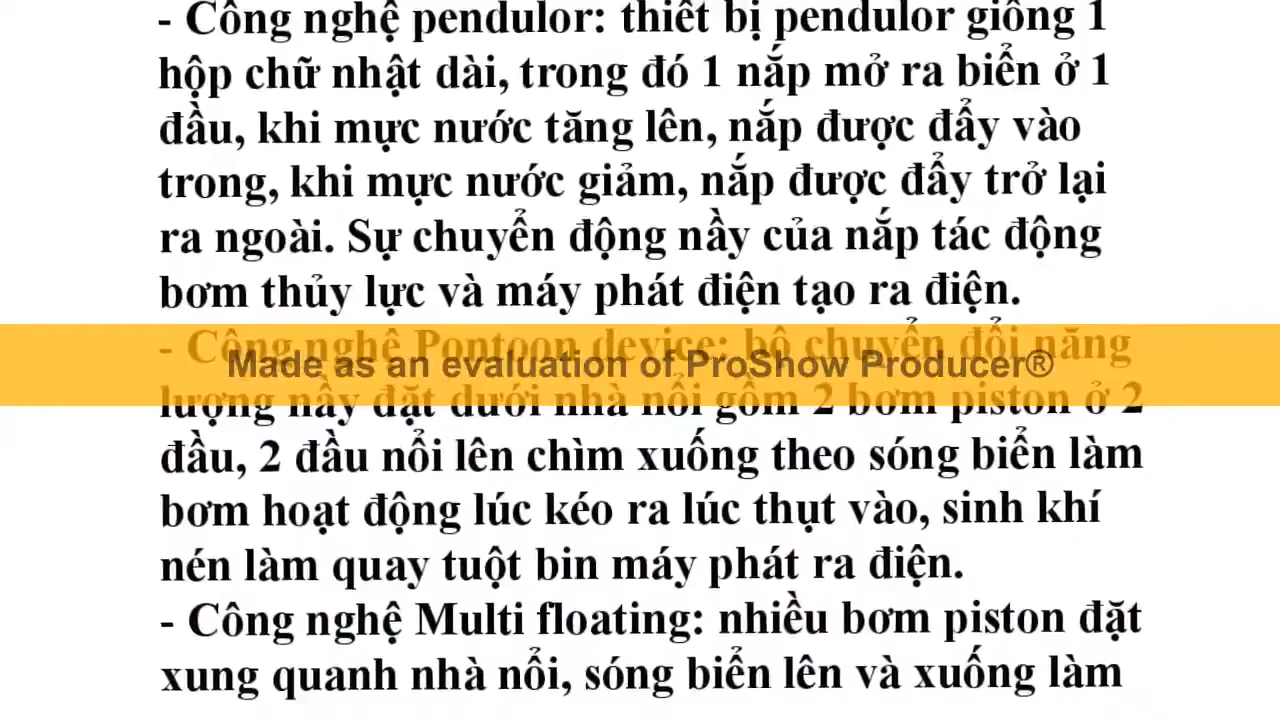 - Công nghệ pendulor: thiết bị pendulor giống 1
hộp chữ nhật dài, trong đó 1 nắp mở ra biển ở 1
đầu, khi mực nước tăng lên, nắp được đẩy vào
trong, khi mực nước giảm, nắp được đẩy trở lại
ra ngoài. Sự chuyển động nầy của nắp tác động
bơm thủy lực và máy phát điện tạo ra điện.
- Công nghệ Pontoon device: bộ chuyển đổi năng
Made as an evaluation of ProShow Producer®
lượng nầy đặt dưới nhà nổi gồm 2 bơm piston ở 2
đầu, 2 đầu nổi lên chìm xuống theo sóng biển làm
bơm hoạt động lúc kéo ra lúc thụt vào, sinh khí
nén làm quay tuột bin máy phát ra điện.
- Công nghệ Multi floating: nhiều bơm piston đặt
xung quanh nhà nổi, sóng biển lên và xuống làm